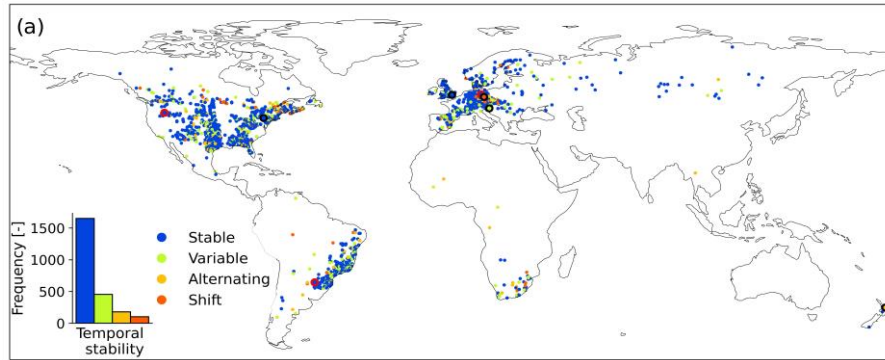 (a)
Frequency [-]
1500
1000
500
0
Temporal
stability
Stable
Variable
Alternating
Shift